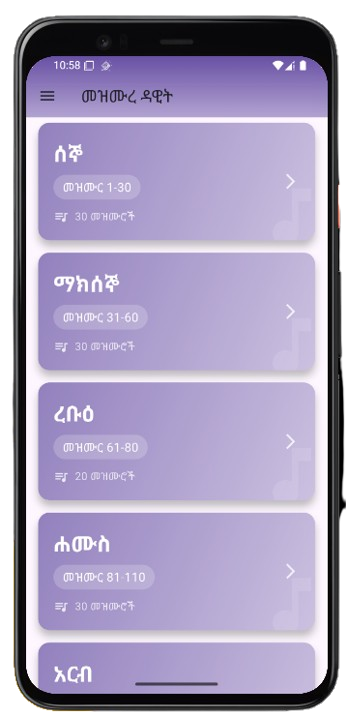 10:58
መዝሙረ ዳዊት
ሰኞ
መዝሙር 1-30
30 መዝሙሮች
ማክሰኞ
መዝሙር 31-60
30 መዝሙሮች
ረቡዕ
መዝሙር 61-80
20 መዝሙሮች
ሐሙስ
መዝሙር 81-110
30 መዝሙሮች
አርብ